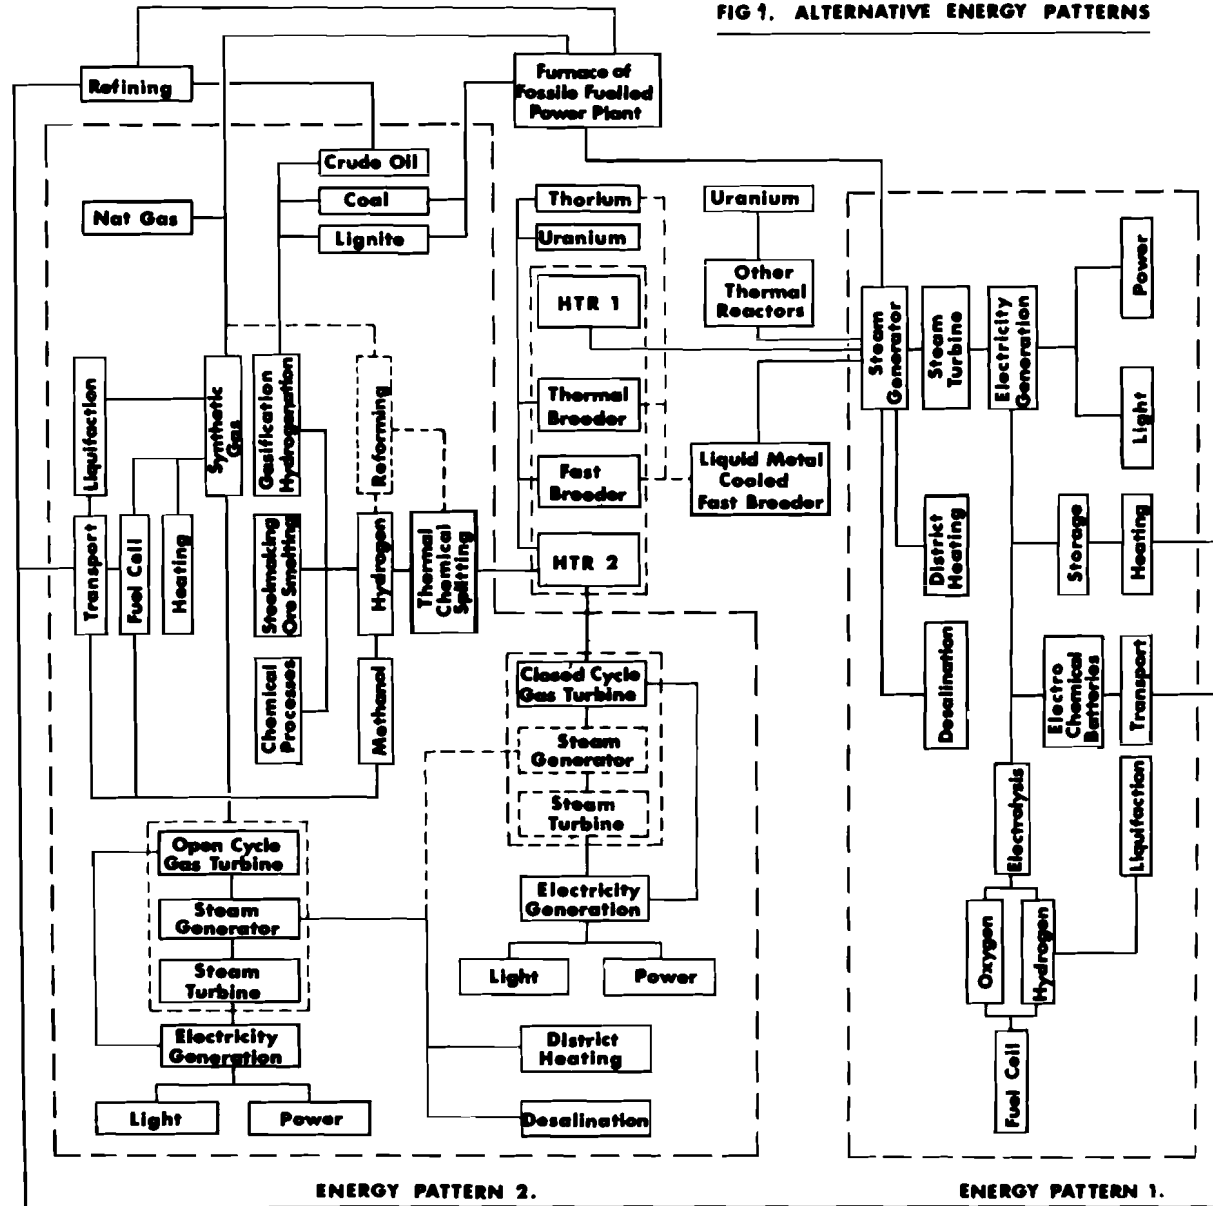 FIG 1. ALTERNATIVE ENERGY PATTERNS
Refining
Furnace of
Fossile Fuelled
Power Plant
Crude Oil
Coal
Lignite
Nat Gas
Thorium
Uranium
Uranium
HTR 1
Other
Thermal
Reactors
Thermal
Breeder
Fast
Breeder
Liquid Metal
Cooled
Fast Breeder
HTR 2
Steam
Generator
Steam
Turbine
Electricity
Generation
Power
Light
Liquifaction
Synthetic
Gas
Gasification
Hydrogenation
Reforming
Transport
Fuel Cell
Heating
Steelmaking
Ore Smelting
Hydrogen
Thermal
Chemical
Splitting
Chemical
Processes
Methanol
District
Heating
Storage
Heating
Desalination
Electro
Chemical
Batteries
Transport
Closed Cycle
Gas Turbine
Steam
Generator
Steam
Turbine
Electricity
Generation
Light
Power
Open Cycle
Gas Turbine
Steam
Generator
Steam
Turbine
Electricity
Generation
Light
Power
District
Heating
Desalination
Electrolysis
Liquifaction
Oxygen
Hydrogen
Fuel Cell
ENERGY PATTERN 2.
ENERGY PATTERN 1.